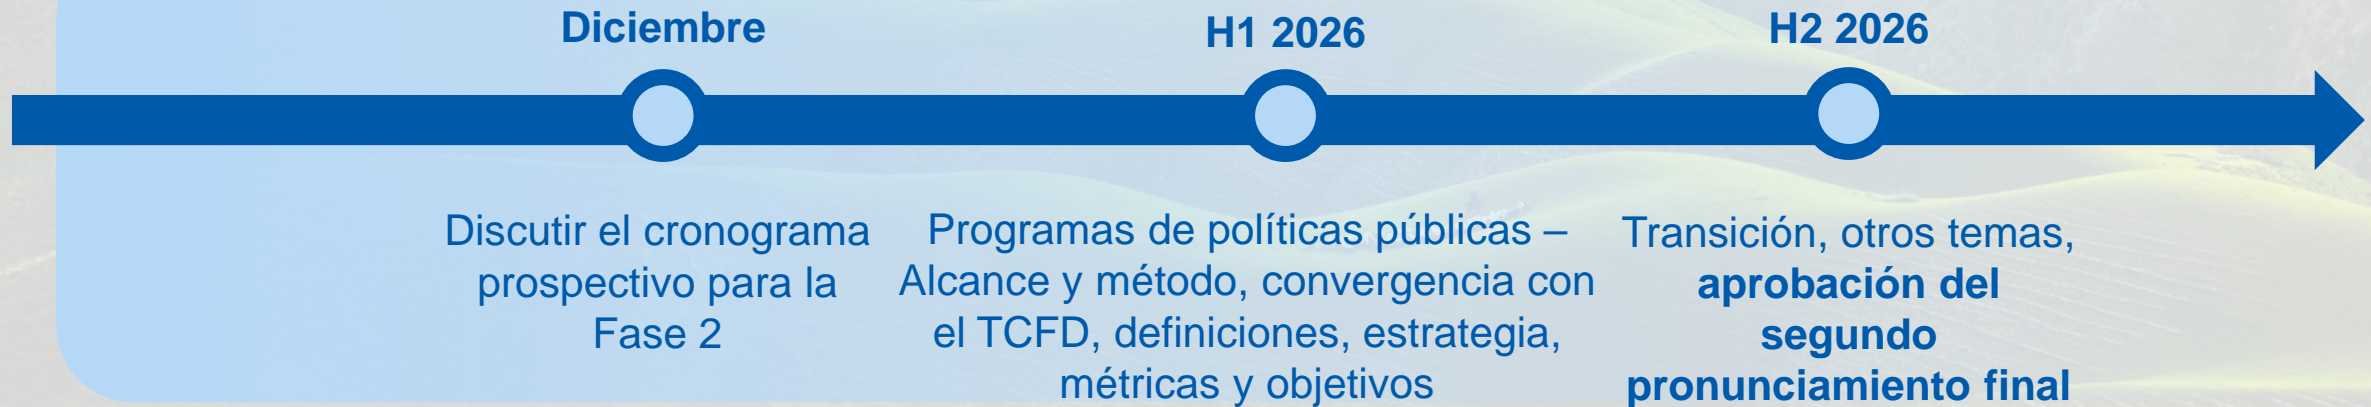 Diciembre
Discutir el cronograma
prospectivo para la
Fase 2
H1 2026
Programas de políticas públicas –
Alcance y método, convergencia con
el TCFD, definiciones, estrategia,
métricas y objetivos
H2 2026
Transición, otros temas,
aprobación del
segundo
pronunciamiento final